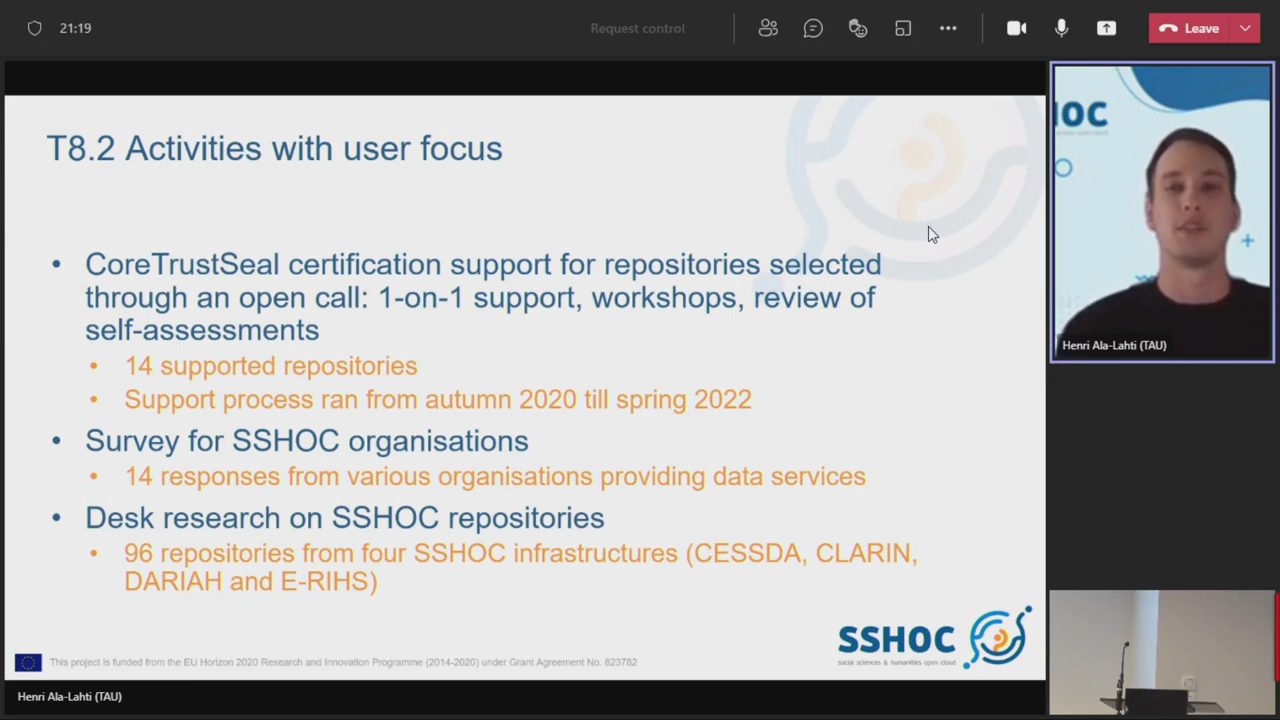 21:19
Request control
Leave
T8.2 Activities with user focus
• CoreTrustSeal certification support for repositories selected
through an open call: 1-on-1 support, workshops, review of
self-assessments
• 14 supported repositories
• Support process ran from autumn 2020 till spring 2022
• Survey for SSHOC organisations
• 14 responses from various organisations providing data services
• Desk research on SSHOC repositories
• 96 repositories from four SSHOC infrastructures (CESSDA, CLARIN,
DARIAH and E-RIHS)
SSHOC
social sciences & humanities open cloud
This project is funded from the EU Horizon 2020 Research and Innovation Programme (2014-2020) under Grant Agreement No. 823782
Henri Ala-Lahti (TAU)
HOC
Henri Ala-Lahti (TAU)